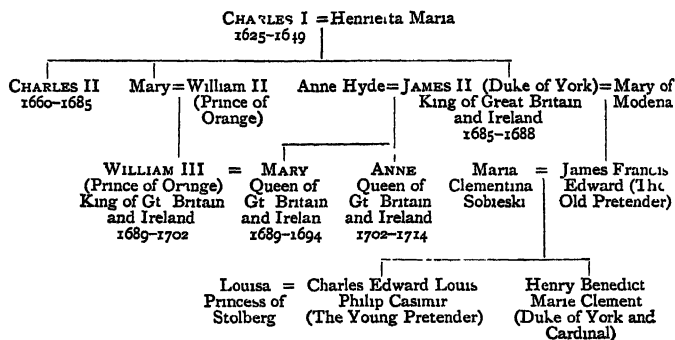 CHARLES I = Henrietta Maria
1625-1649
CHARLES II
1660-1685
Mary = William II
(Prince of
Orange)
Anne Hyde = JAMES II (Duke of York) = Mary of
Modena
King of Great Britain
and Ireland
1685-1688
WILLIAM III = MARY
(Prince of Orange)
King of Gt Britain
and Ireland
1689-1702
Queen of
Gt Britain
and Irelan
1689-1694
ANNE
Queen of
Gt Britain
and Ireland
1702-1714
Maria = James Francis
Clementina
Sobieski
Edward (The
Old Pretender)
Louisa = Charles Edward Louis
Princess of
Stolberg
Philip Casimir
(The Young Pretender)
Henry Benedict
Marie Clement
(Duke of York and
Cardinal)